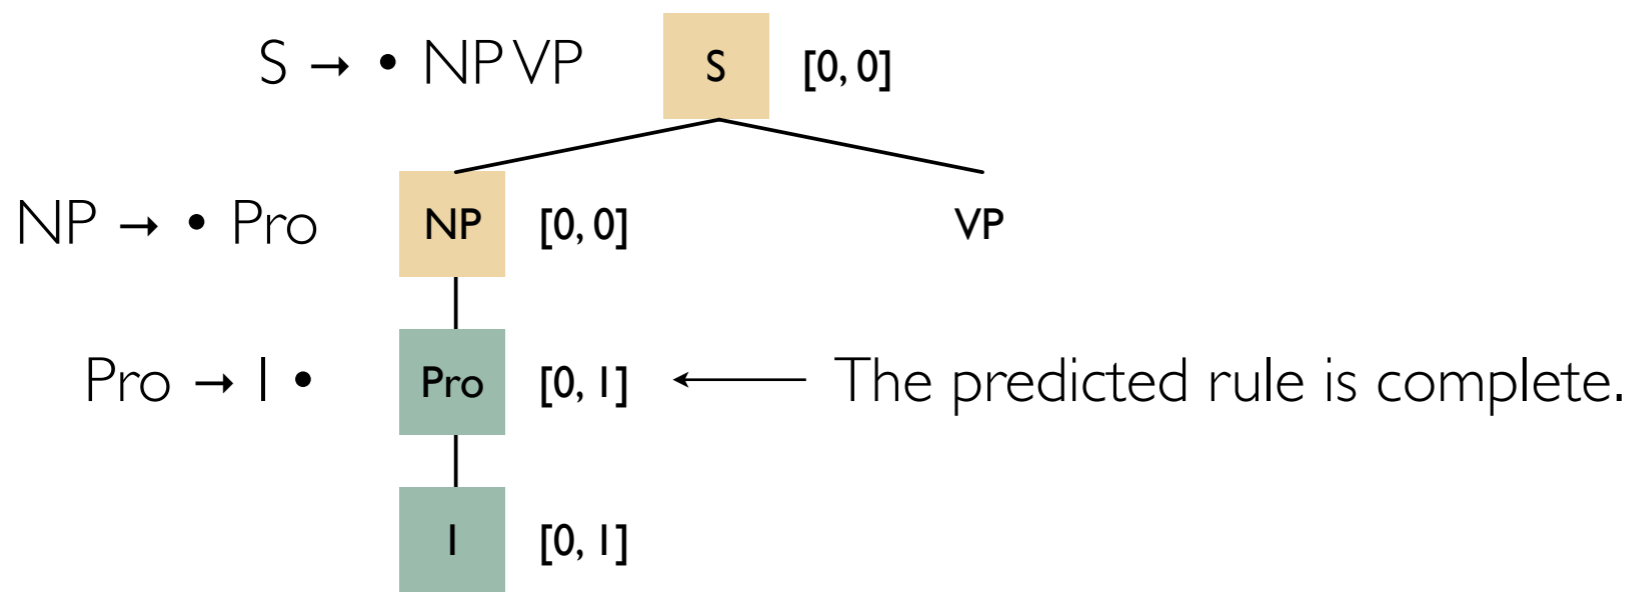 S → • NP VP S [0, 0]
NP → • Pro NP [0, 0] VP
Pro → I • Pro [0, 1] The predicted rule is complete.
I [0, 1]